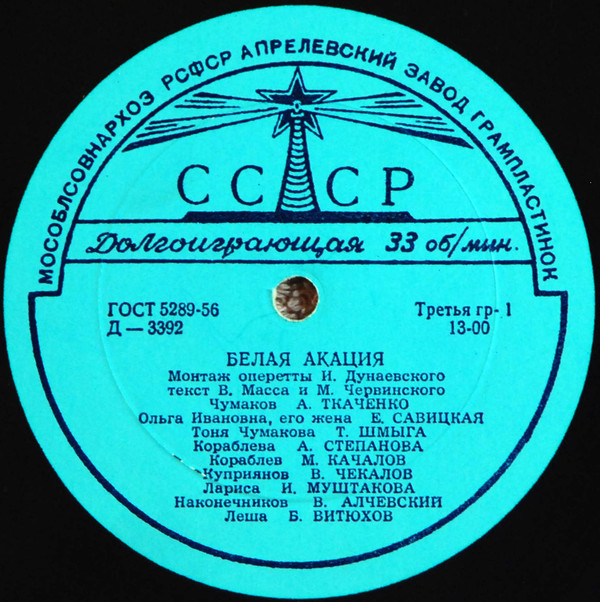 МОСОБЛСОВНАРХОЗ РСФСР АПРЕЛЕВСКИЙ ЗАВОД ГРАМПЛАСТИНОК
СССР
Долгоиграющая 33 об/мин.
ГОСТ 5289-56
Д — 3392
Третья гр- 1
13-00
БЕЛАЯ АКАЦИЯ
Монтаж оперетты И. Дунаевского
текст В. Масса и М. Червинского
Чумаков А. ТКАЧЕНКО
Ольга Ивановна, его жена Е. САВИЦКАЯ
Тоня Чумакова Т. ШМЫГА
Кораблева А. СТЕПАНОВА
Кораблев М. КАЧАЛОВ
Куприянов В. ЧЕКАЛОВ
Лариса И. МУШТАКОВА
Наконечников В. АЛЧЕВСКИЙ
Леша Б. ВИТЮХОВ